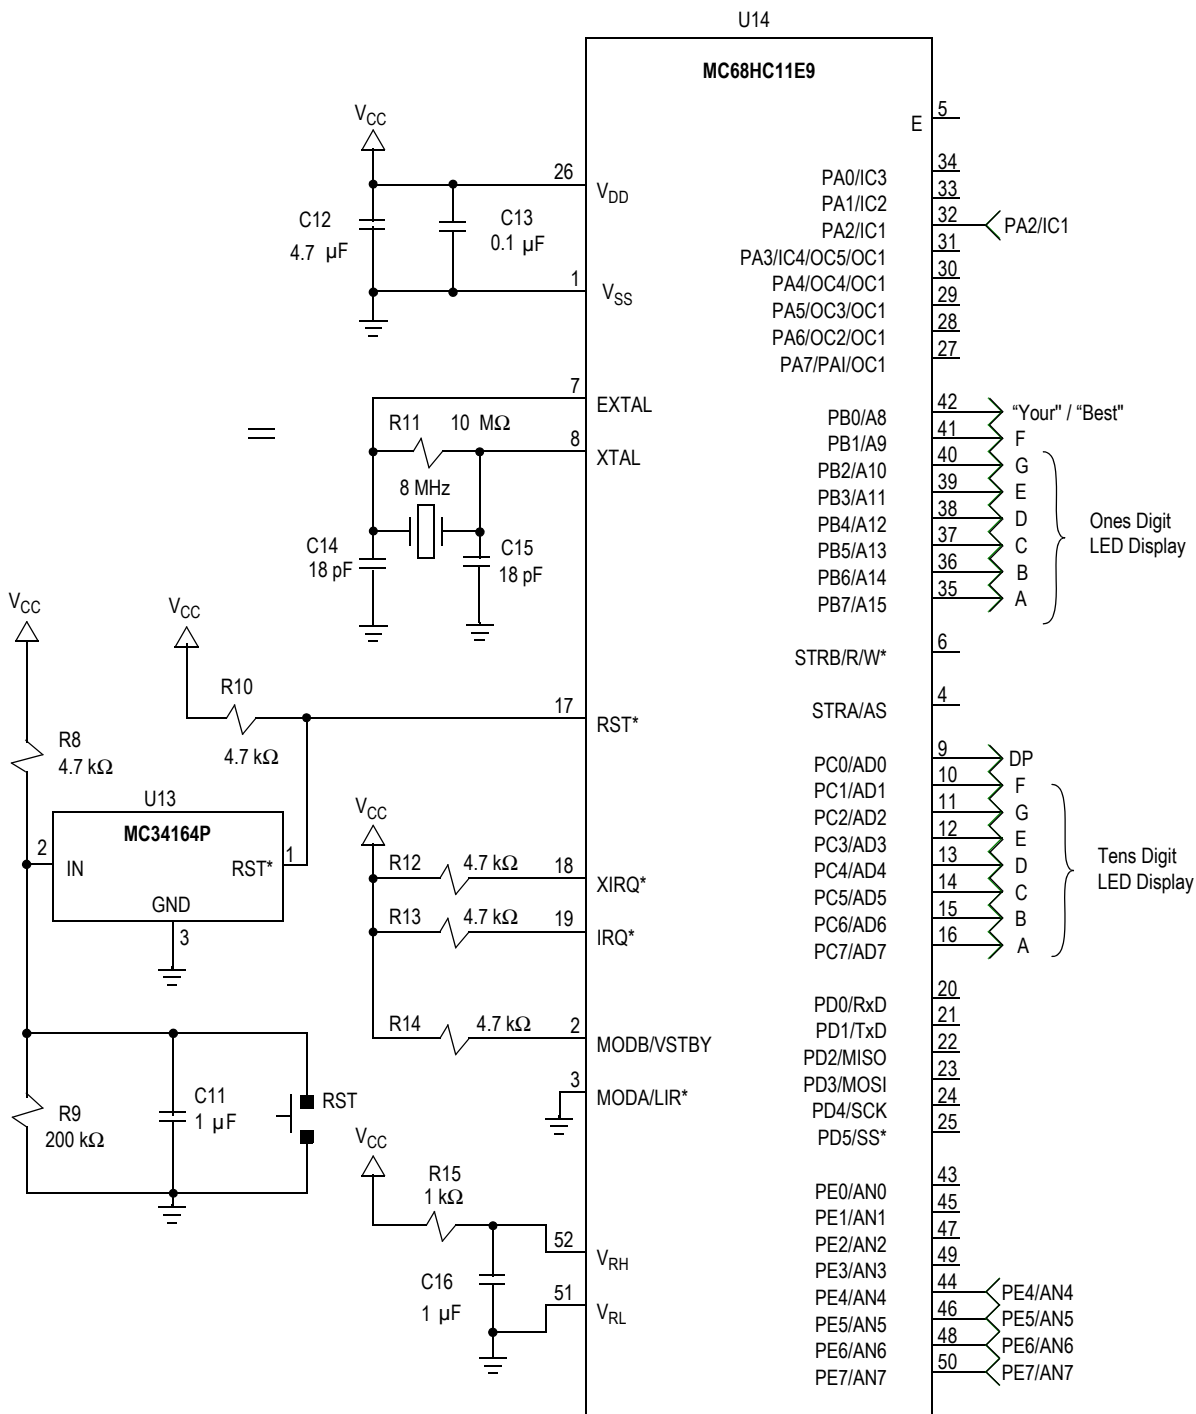 U14
MC68HC11E9
5
E
V_CC
26
V_DD
C12
4.7 µF
C13
0.1 µF
1
V_SS
34
PA0/IC3
33
PA1/IC2
32
PA2/IC1
PA2/IC1
31
PA3/IC4/OC5/OC1
30
PA4/OC4/OC1
29
PA5/OC3/OC1
28
PA6/OC2/OC1
27
PA7/PAI/OC1
7
EXTAL
R11 10 MΩ
8
XTAL
8 MHz
C14
18 pF
C15
18 pF
42
PB0/A8
“Your" / “Best"
41
PB1/A9
F
40
PB2/A10
G
39
PB3/A11
E
38
PB4/A12
D
37
PB5/A13
C
36
PB6/A14
B
35
PB7/A15
A
Ones Digit
LED Display
6
STRB/R/W*
4
STRA/AS
V_CC
V_CC
R10
4.7 kΩ
17
RST*
R8
4.7 kΩ
U13
MC34164P
2
IN
RST*
1
GND
3
9
PC0/AD0
DP
10
PC1/AD1
F
11
PC2/AD2
G
12
PC3/AD3
E
13
PC4/AD4
D
14
PC5/AD5
C
15
PC6/AD6
B
16
PC7/AD7
A
Tens Digit
LED Display
V_CC
R12 4.7 kΩ
18
XIRQ*
R13 4.7 kΩ
19
IRQ*
R14 4.7 kΩ
2
MODB/VSTBY
3
MODA/LIR*
20
PD0/RxD
21
PD1/TxD
22
PD2/MISO
23
PD3/MOSI
24
PD4/SCK
25
PD5/SS*
R9
200 kΩ
C11
1 µF
RST
V_CC
R15
1 kΩ
52
V_RH
C16
1 µF
51
V_RL
43
PE0/AN0
45
PE1/AN1
47
PE2/AN2
49
PE3/AN3
44
PE4/AN4
PE4/AN4
46
PE5/AN5
PE5/AN5
48
PE6/AN6
PE6/AN6
50
PE7/AN7
PE7/AN7